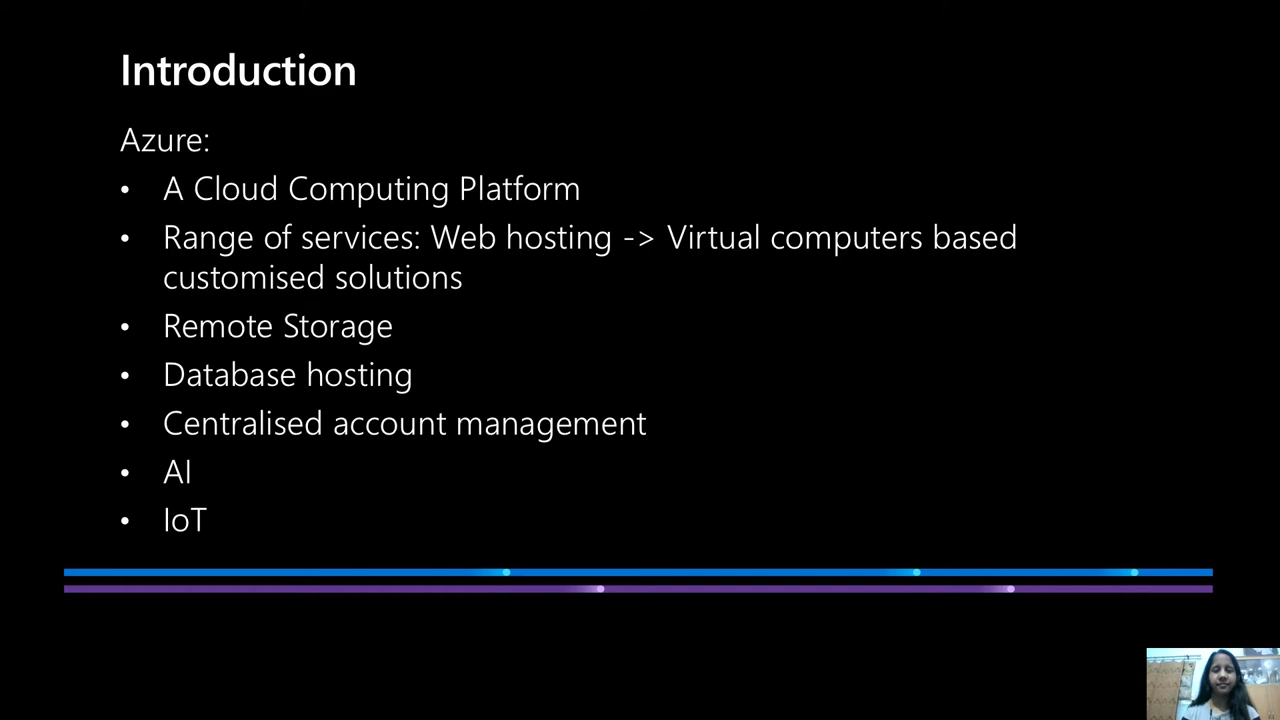 Introduction
Azure:
• A Cloud Computing Platform
• Range of services: Web hosting -> Virtual computers based
customised solutions
• Remote Storage
• Database hosting
• Centralised account management
• AI
• IoT